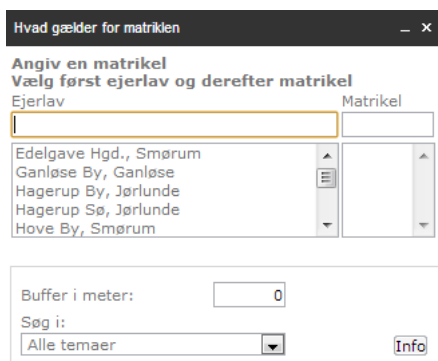 Hvad gælder for matriklen
Angiv en matrikel
Vælg først ejerlav og derefter matrikel
Ejerlav Matrikel
Edelgave Hgd., Smørum
Ganløse By, Ganløse
Hagerup By, Jørlunde
Hagerup Sø, Jørlunde
Hove By, Smørum
Buffer i meter: 0
Søg i:
Alle temaer Info